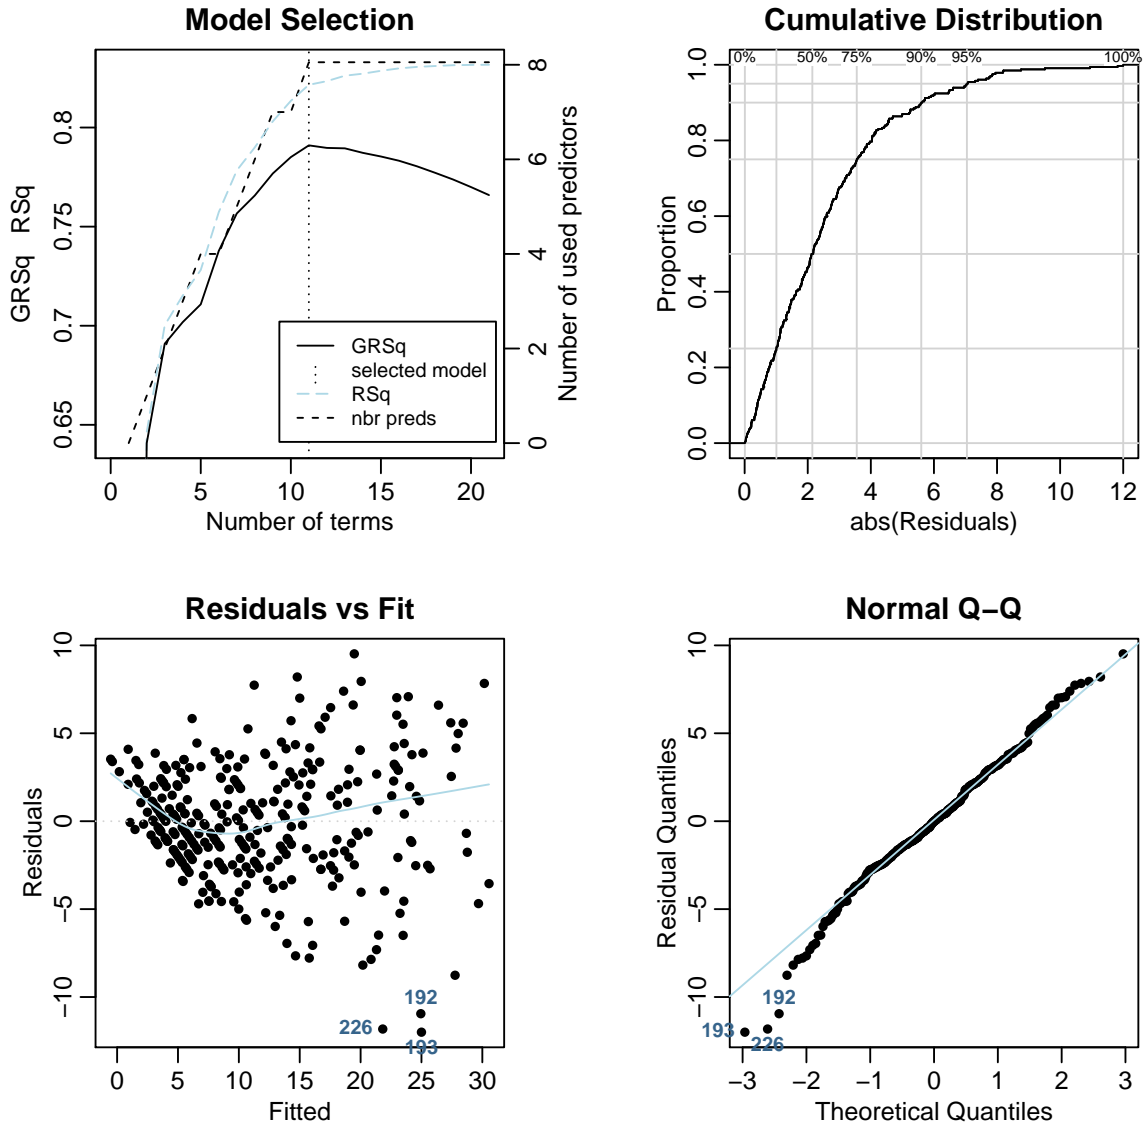 Model Selection
GRSq RSq
0.65 0.7 0.75 0.8
0 2 4 6 8
Number of used predictors
GRSq
selected model
RSq
nbr preds
0 5 10 15 20
Number of terms
Cumulative Distribution
0% 50% 75% 90% 95% 100%
Proportion
0.0 0.2 0.4 0.6 0.8 1.0
0 2 4 6 8 10 12
abs(Residuals)
Residuals vs Fit
Residuals
−10 −5 0 5 10
192
226
193
0 5 10 15 20 25 30
Fitted
Normal Q−Q
Residual Quantiles
−10 −5 0 5 10
192
193
226
−3 −2 −1 0 1 2 3
Theoretical Quantiles